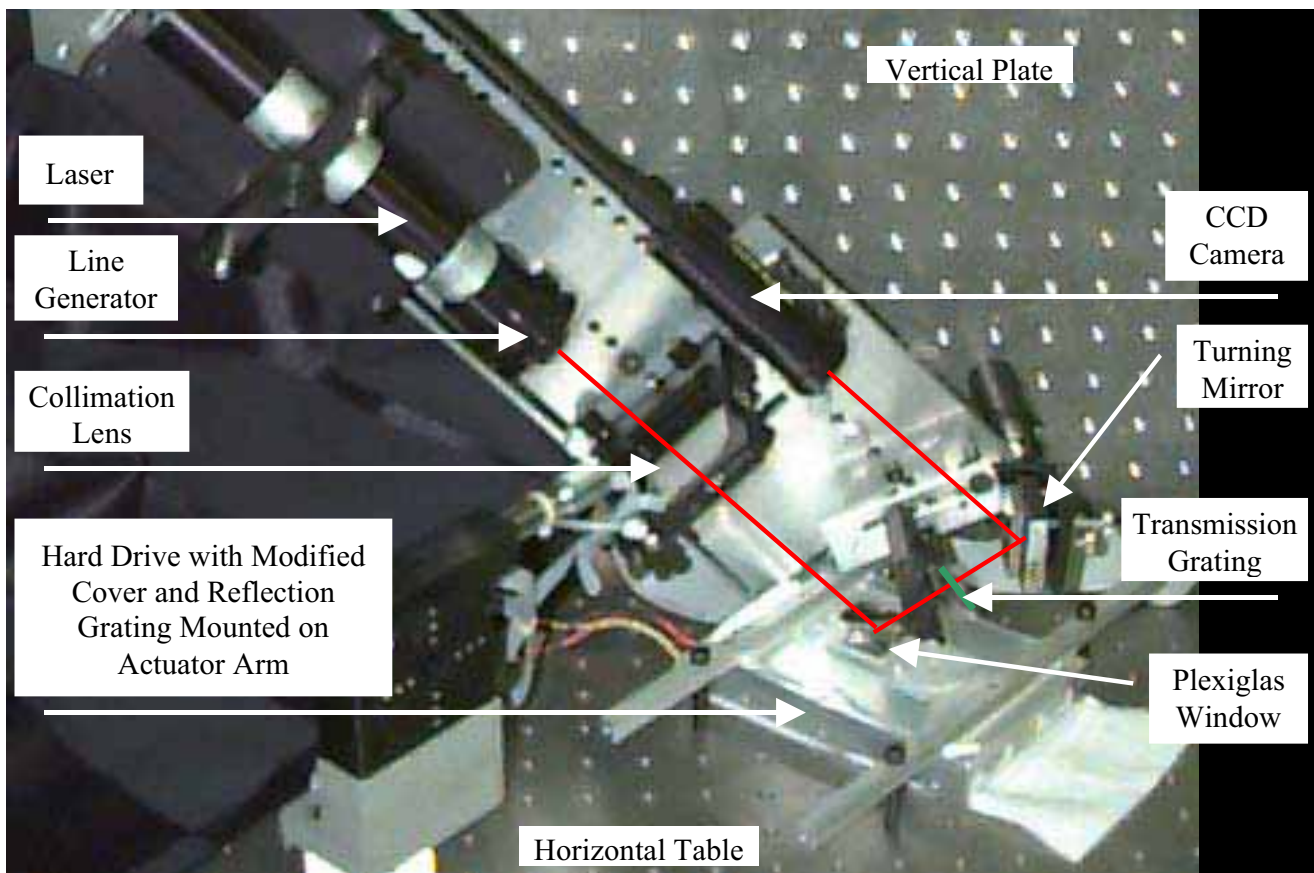 Vertical Plate
Laser
Line
Generator
Collimation
Lens
Hard Drive with Modified
Cover and Reflection
Grating Mounted on
Actuator Arm
CCD
Camera
Turning
Mirror
Transmission
Grating
Plexiglas
Window
Horizontal Table